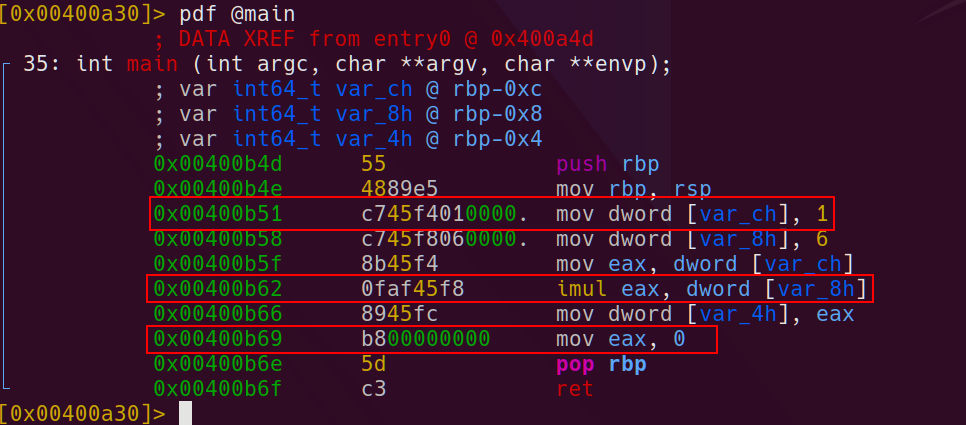 [0x00400a30]> pdf @main
; DATA XREF from entry0 @ 0x400a4d
35: int main (int argc, char **argv, char **envp);
; var int64_t var_ch @ rbp-0xc
; var int64_t var_8h @ rbp-0x8
; var int64_t var_4h @ rbp-0x4
0x00400b4d 55 push rbp
0x00400b4e 4889e5 mov rbp, rsp
0x00400b51 c745f4010000. mov dword [var_ch], 1
0x00400b58 c745f8060000. mov dword [var_8h], 6
0x00400b5f 8b45f4 mov eax, dword [var_ch]
0x00400b62 0faf45f8 imul eax, dword [var_8h]
0x00400b66 8945fc mov dword [var_4h], eax
0x00400b69 b800000000 mov eax, 0
0x00400b6e 5d pop rbp
0x00400b6f c3 ret
[0x00400a30]>